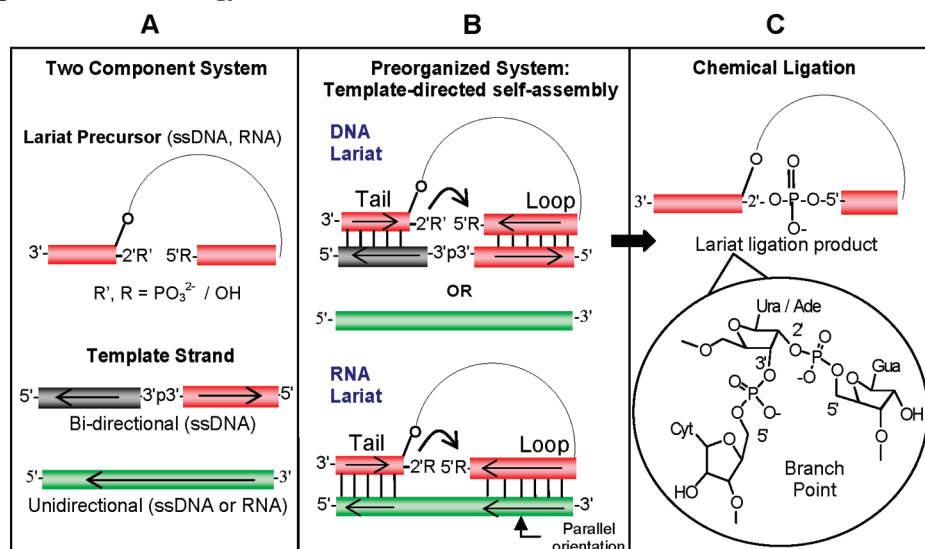 A
B
C
Two Component System
Lariat Precursor (ssDNA, RNA)
3'-
-2'R'
5'R-
R', R = PO₃²⁻ / OH
Template Strand
5'-
-3'p3'-
-5'
Bi-directional (ssDNA)
5'-
-3'
Unidirectional (ssDNA or RNA)
Preorganized System:
Template-directed self-assembly
DNA
Lariat
Tail
Loop
3'-
-2'R'
5'R-
5'-
-3'p3'-
-5'
OR
5'-
-3'
RNA
Lariat
Tail
Loop
3'-
-2'R
5'R-
5'-
-3'
Parallel
orientation
Chemical Ligation
O
O
3'-
-2'-
O-P-O-5'-
O-
Lariat ligation product
Ura / Ade
O
2'
O
O
O
P
3'
-O
Gua
O
O
O
O
P
5'
O-
OH
O
O
Cyt
5'
O
Branch
Point
HO
O